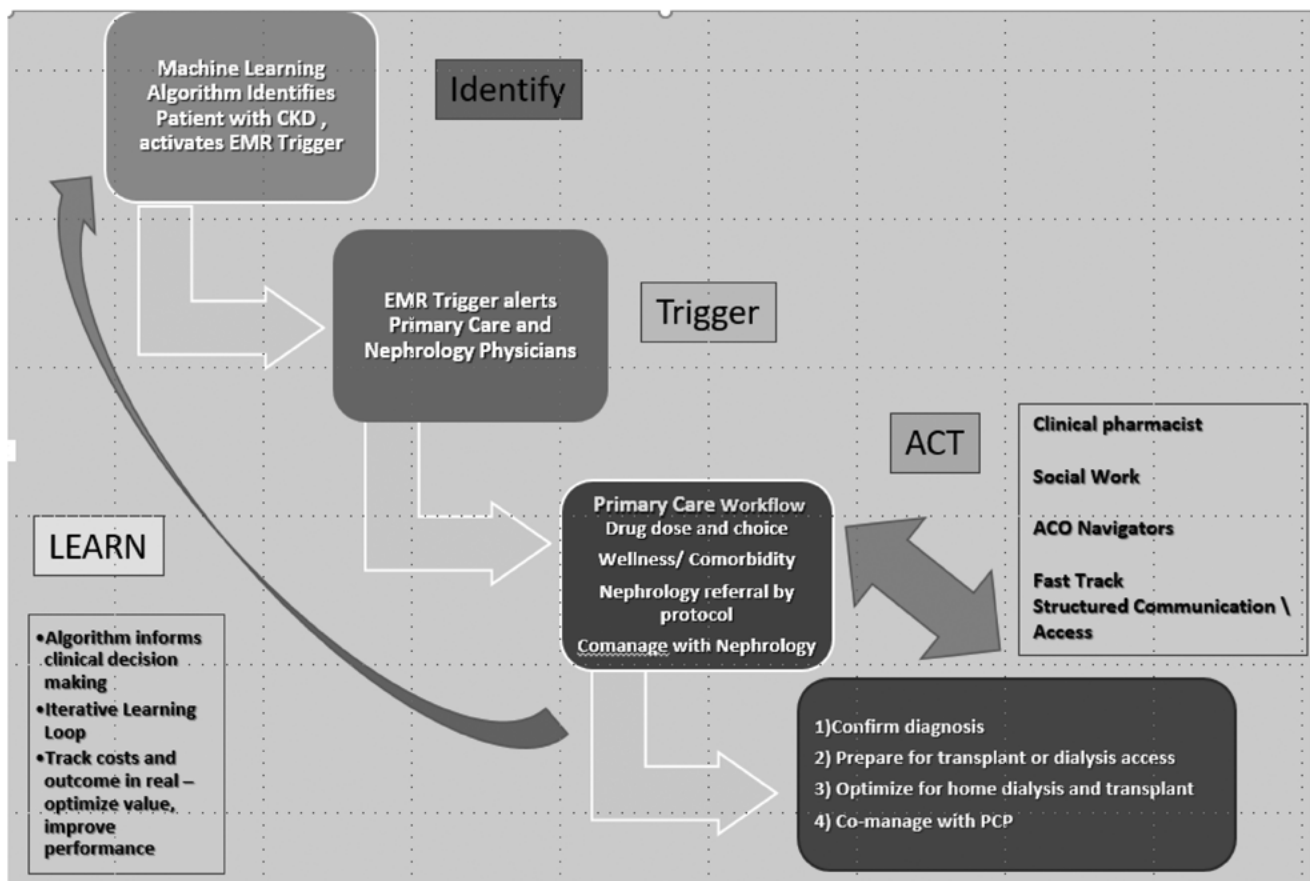 Machine Learning
Algorithm Identifies
Patient with CKD ,
activates EMR Trigger
Identify
EMR Trigger alerts
Primary Care and
Nephrology Physicians
Trigger
ACT
Clinical pharmacist
Social Work
ACO Navigators
Fast Track
Structured Communication \
Access
Primary Care Workflow
Drug dose and choice
Wellness/ Comorbidity
Nephrology referral by
protocol
Comanage with Nephrology
LEARN
•Algorithm informs
clinical decision
making
•Iterative Learning
Loop
•Track costs and
outcome in real –
optimize value,
improve
performance
1)Confirm diagnosis
2) Prepare for transplant or dialysis access
3) Optimize for home dialysis and transplant
4) Co-manage with PCP